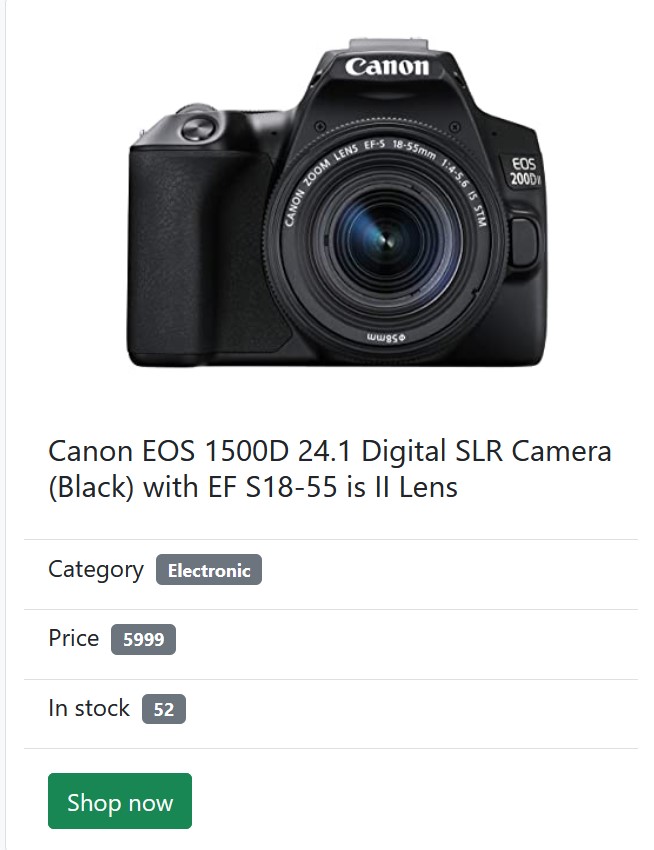 Canon
CANON ZOOM LENS EF-S 18-55mm 1:4-5.6 IS STM
EOS
200D II
Φ58mm
Canon EOS 1500D 24.1 Digital SLR Camera
(Black) with EF S18-55 is II Lens
Category Electronic
Price 5999
In stock 52
Shop now